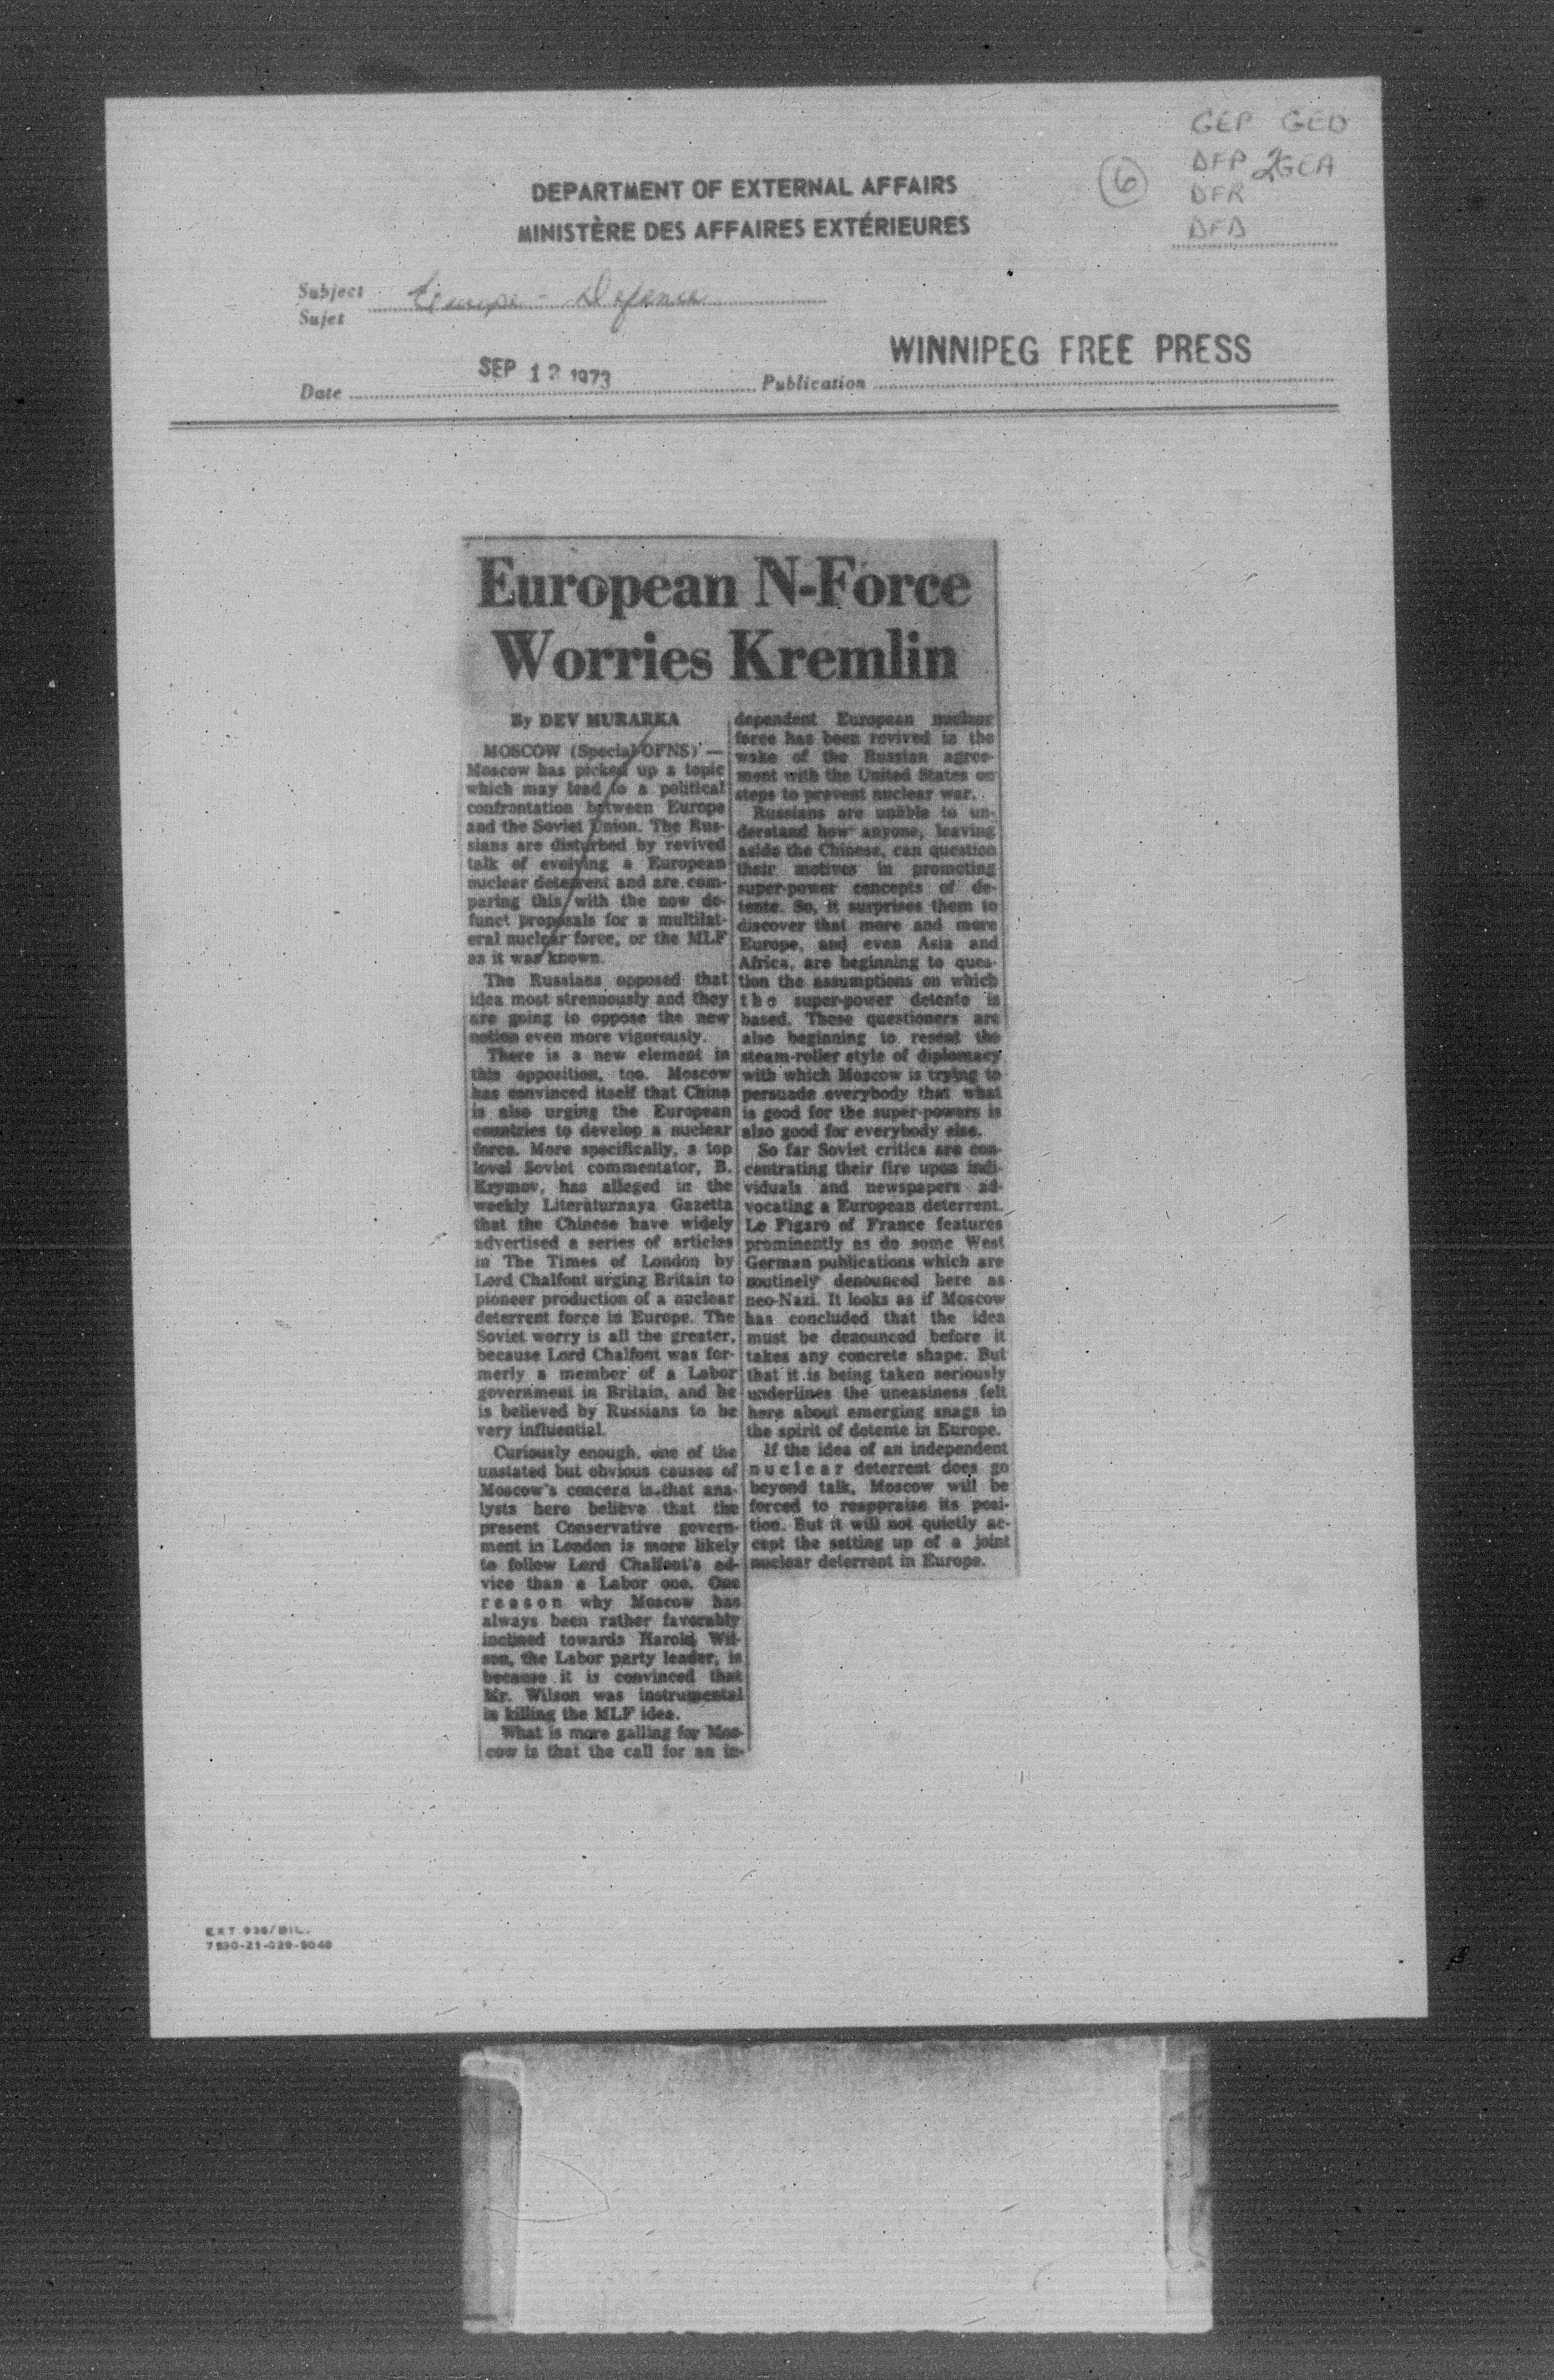 GEP GED
6 DFP 2GEA
DFR
DFD
DEPARTMENT OF EXTERNAL AFFAIRS
MINISTÈRE DES AFFAIRES EXTÉRIEURES
Subject Europe - Defence
Sujet
WINNIPEG FREE PRESS
SEP 12 1973
Date Publication
European N-Force
Worries Kremlin
By DEV MURARKA
MOSCOW (Special OFNS) —
Moscow has picked up a topic
which may lead to a political
confrontation between Europe
and the Soviet Union. The Rus-
sians are disturbed by revived
talk of evolving a European
nuclear deterrent and are com-
paring this with the now de-
funct proposals for a multilat-
eral nuclear force, or the MLF
as it was known.
The Russians opposed that
idea most strenuously and they
are going to oppose the new
notion even more vigorously.
There is a new element in
this opposition, too. Moscow
has convinced itself that China
is also urging the European
countries to develop a nuclear
force. More specifically, a top
level Soviet commentator, B.
Krymov, has alleged in the
weekly Literaturnaya Gazetta
that the Chinese have widely
advertised a series of articles
in The Times of London by
Lord Chalfont urging Britain to
pioneer production of a nuclear
deterrent force in Europe. The
Soviet worry is all the greater,
because Lord Chalfont was for-
merly a member of a Labor
government in Britain, and he
is believed by Russians to be
very influential.
Curiously enough, one of the
unstated but obvious causes of
Moscow's concern is that ana-
lysts here believe that the
present Conservative govern-
ment in London is more likely
to follow Lord Chalfont's ad-
vice than a Labor one. One
reason why Moscow has
always been rather favorably
inclined towards Harold Wil-
son, the Labor party leader, is
because it is convinced that
Mr. Wilson was instrumental
in killing the MLF idea.
What is more galling for Mos-
cow is that the call for an in-
dependent European nuclear
force has been revived in the
wake of the Russian agree-
ment with the United States on
steps to prevent nuclear war.
Russians are unable to un-
derstand how anyone, leaving
aside the Chinese, can question
their motives in promoting
super-power concepts of de-
tente. So, it surprises them to
discover that more and more
Europe, and even Asia and
Africa, are beginning to ques-
tion the assumptions on which
the super-power detente is
based. These questioners are
also beginning to resent the
steam-roller style of diplomacy
with which Moscow is trying to
persuade everybody that what
is good for the super-powers is
also good for everybody else.
So far Soviet critics are con-
centrating their fire upon indi-
viduals and newspapers ad-
vocating a European deterrent.
Le Figaro of France features
prominently as do some West
German publications which are
routinely denounced here as
neo-Nazi. It looks as if Moscow
has concluded that the idea
must be denounced before it
takes any concrete shape. But
that it is being taken seriously
underlines the uneasiness felt
here about emerging snags in
the spirit of detente in Europe.
If the idea of an independent
nuclear deterrent does go
beyond talk, Moscow will be
forced to reappraise its posi-
tion. But it will not quietly ac-
cept the setting up of a joint
nuclear deterrent in Europe.
EXT 936/BIL.
7530-21-029-9046